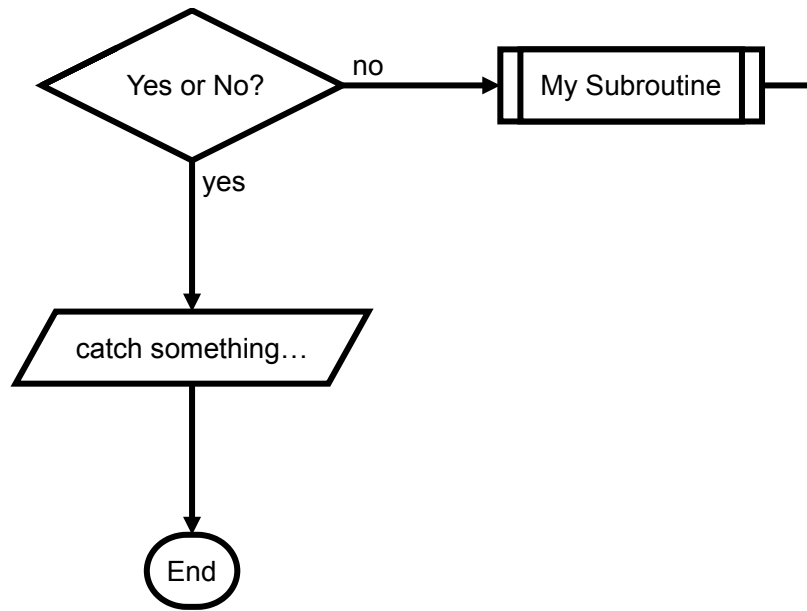 Yes or No?
no
My Subroutine
yes
catch something…
End